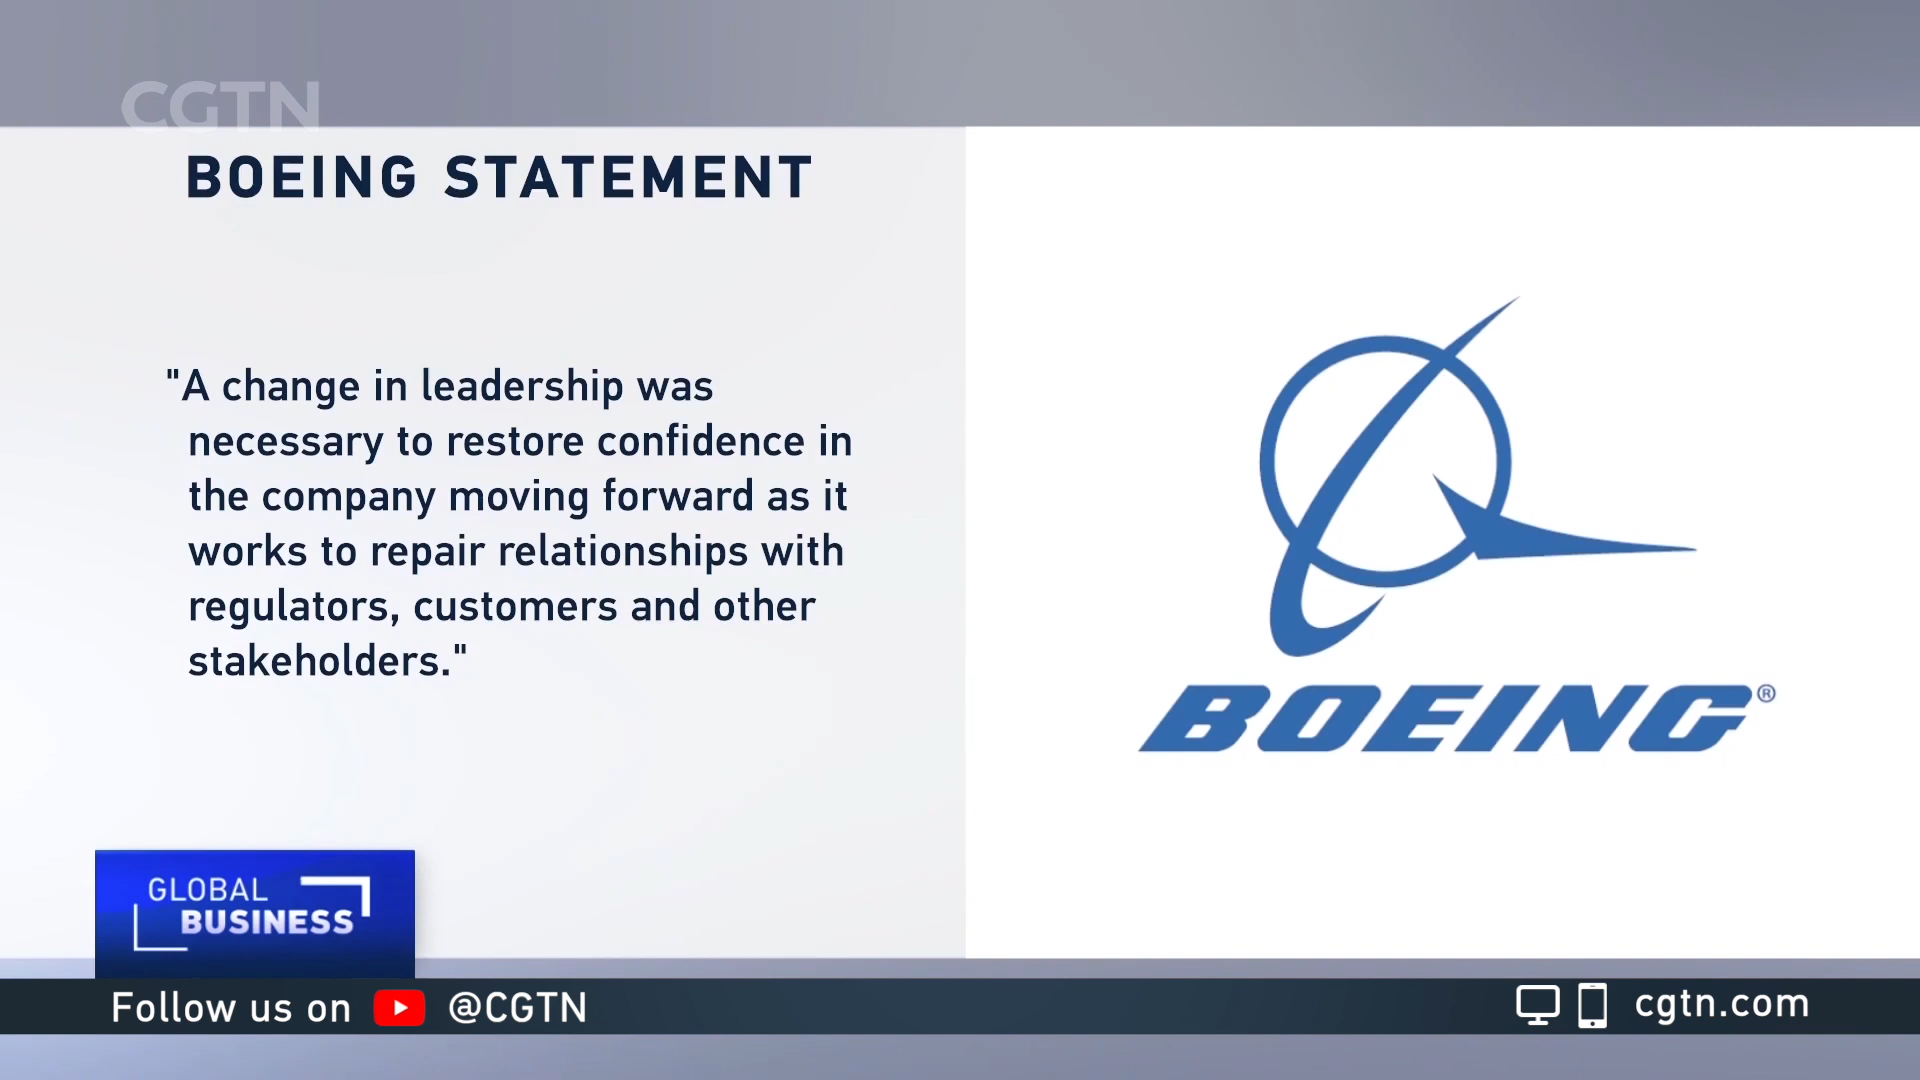 CGTN
BOEING STATEMENT
"A change in leadership was
necessary to restore confidence in
the company moving forward as it
works to repair relationships with
regulators, customers and other
stakeholders."
BOEING®
GLOBAL
BUSINESS
Follow us on @CGTN
cgtn.com